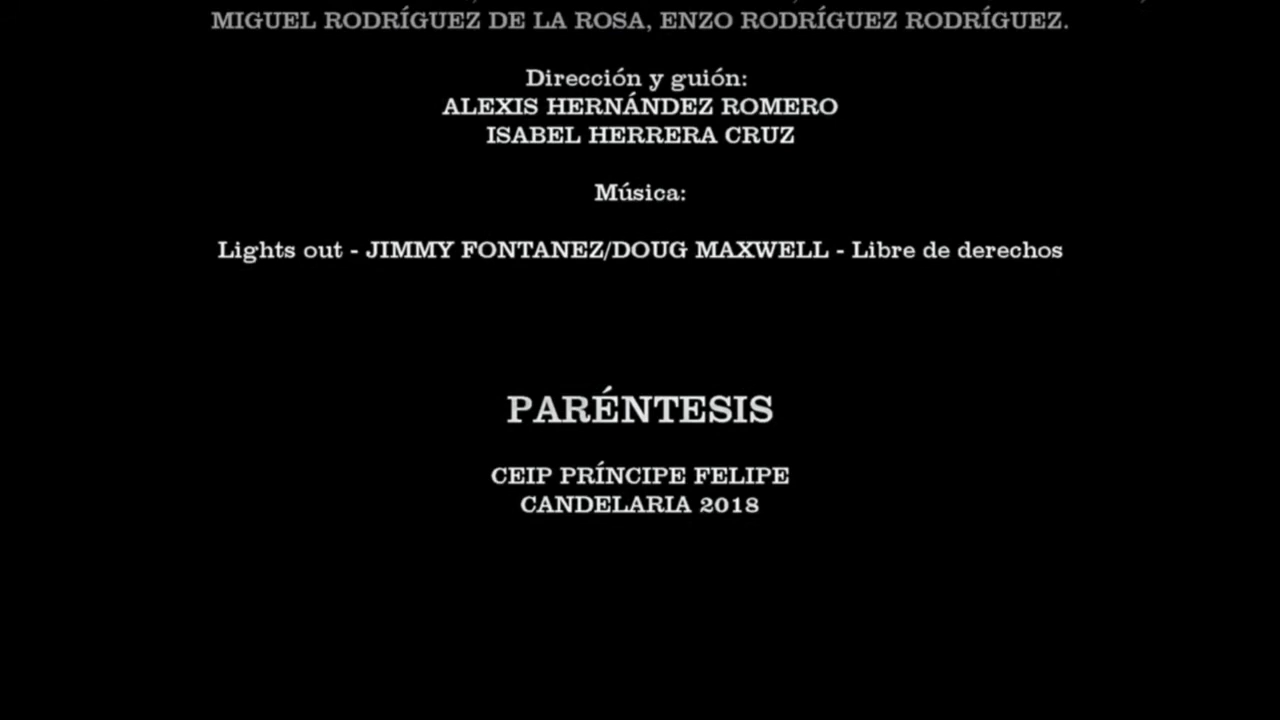 MIGUEL RODRÍGUEZ DE LA ROSA, ENZO RODRÍGUEZ RODRÍGUEZ.
Dirección y guión:
ALEXIS HERNÁNDEZ ROMERO
ISABEL HERRERA CRUZ
Música:
Lights out - JIMMY FONTANEZ/DOUG MAXWELL - Libre de derechos
PARÉNTESIS
CEIP PRÍNCIPE FELIPE
CANDELARIA 2018